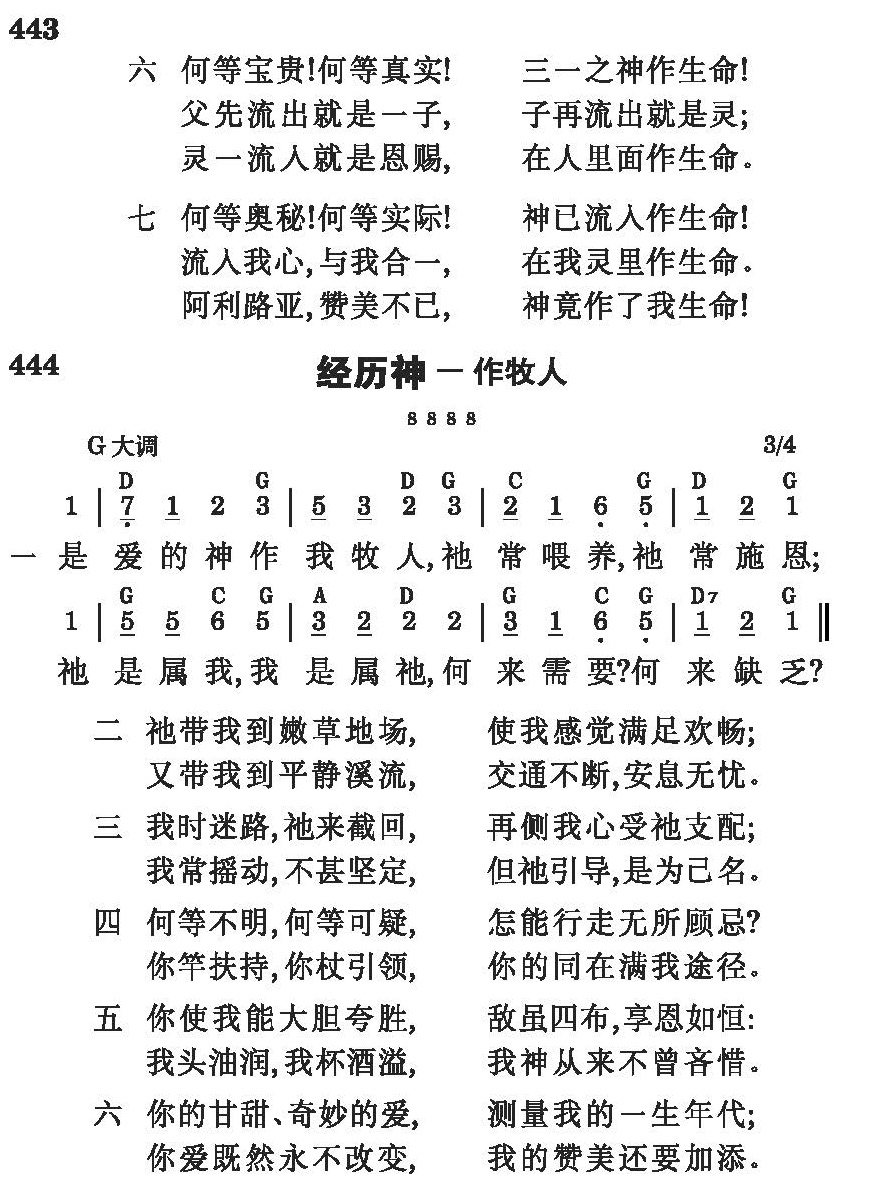 443
六 何等宝贵!何等真实! 三一之神作生命!
父先流出就是一子, 子再流出就是灵;
灵一流入就是恩赐, 在人里面作生命。
七 何等奥秘!何等实际! 神已流入作生命!
流入我心,与我合一, 在我灵里作生命。
阿利路亚,赞美不已, 神竟作了我生命!
444 经历神－作牧人
8 8 8 8
G 大调 3/4
D G D G C G D G
1 | 7̣ 1 2 3 | 5 3 2 3 | 2 1 6̣ 5̣ | 1 2 1
一 是 爱 的 神 作 我 牧 人,祂 常 喂 养,祂 常 施 恩;
G C G A D G C G D7 G
1 | 5 5 6 5 | 3 2 2 2 | 3 1 6̣ 5̣ | 1 2 1 ‖
祂 是 属 我,我 是 属 祂,何 来 需 要?何 来 缺 乏?
二 祂带我到嫩草地场, 使我感觉满足欢畅;
又带我到平静溪流, 交通不断,安息无忧。
三 我时迷路,祂来截回, 再侧我心受祂支配;
我常摇动,不甚坚定, 但祂引导,是为己名。
四 何等不明,何等可疑, 怎能行走无所顾忌?
你竿扶持,你杖引领, 你的同在满我途径。
五 你使我能大胆夸胜, 敌虽四布,享恩如恒:
我头油润,我杯酒溢, 我神从来不曾吝惜。
六 你的甘甜、奇妙的爱, 测量我的一生年代;
你爱既然永不改变, 我的赞美还要加添。